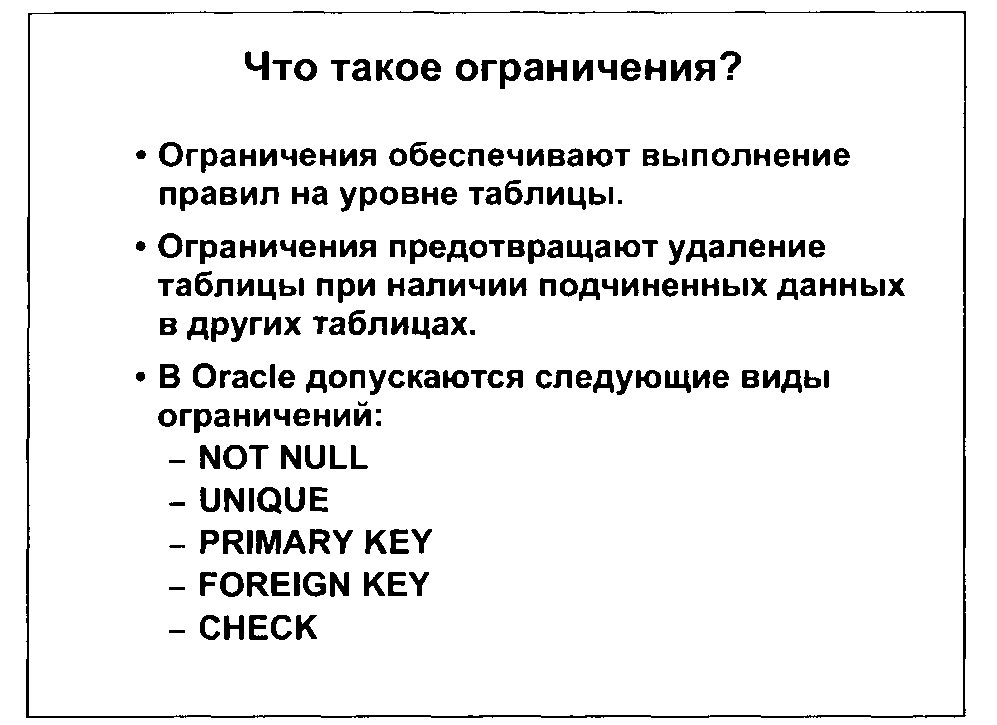 Что такое ограничения?
• Ограничения обеспечивают выполнение
правил на уровне таблицы.
• Ограничения предотвращают удаление
таблицы при наличии подчиненных данных
в других таблицах.
• В Oracle допускаются следующие виды
ограничений:
– NOT NULL
– UNIQUE
– PRIMARY KEY
– FOREIGN KEY
– CHECK